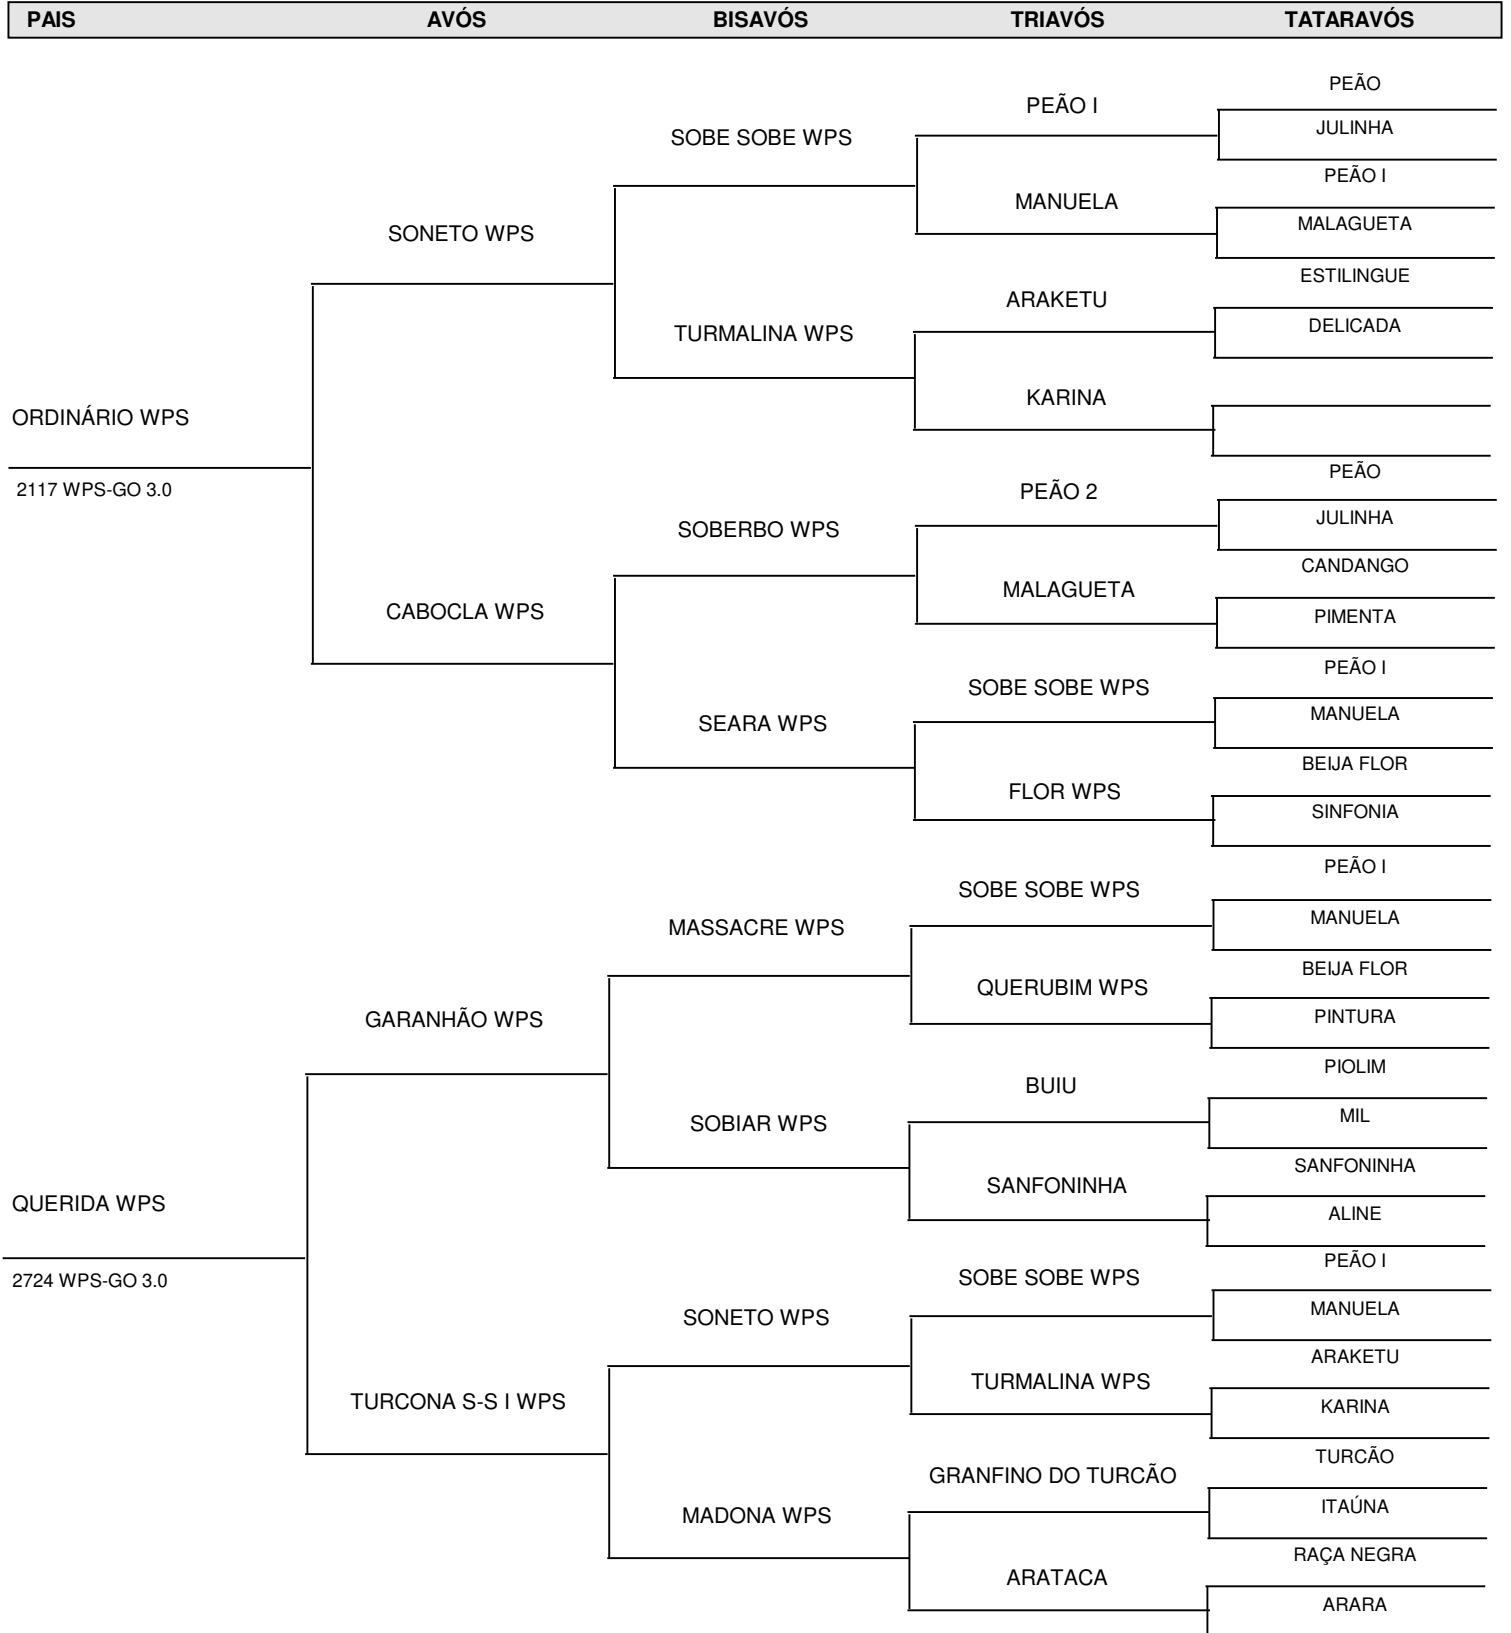 PAIS AVÓS BISAVÓS TRIAVÓS TATARAVÓS
PEÃO
PEÃO I
JULINHA
SOBE SOBE WPS
PEÃO I
MANUELA
MALAGUETA
SONETO WPS
ESTILINGUE
ARAKETU
DELICADA
TURMALINA WPS
KARINA
ORDINÁRIO WPS
PEÃO
2117 WPS-GO 3.0
PEÃO 2
JULINHA
SOBERBO WPS
CANDANGO
MALAGUETA
CABOCLA WPS
PIMENTA
PEÃO I
SOBE SOBE WPS
MANUELA
SEARA WPS
BEIJA FLOR
FLOR WPS
SINFONIA
PEÃO I
SOBE SOBE WPS
MANUELA
MASSACRE WPS
BEIJA FLOR
QUERUBIM WPS
PINTURA
GARANHÃO WPS
PIOLIM
BUIU
MIL
SOBIAR WPS
SANFONINHA
SANFONINHA
QUERIDA WPS
ALINE
PEÃO I
2724 WPS-GO 3.0
SOBE SOBE WPS
MANUELA
SONETO WPS
ARAKETU
TURMALINA WPS
TURCONA S-S I WPS
KARINA
TURCÃO
GRANFINO DO TURCÃO
ITAÚNA
MADONA WPS
RAÇA NEGRA
ARATACA
ARARA